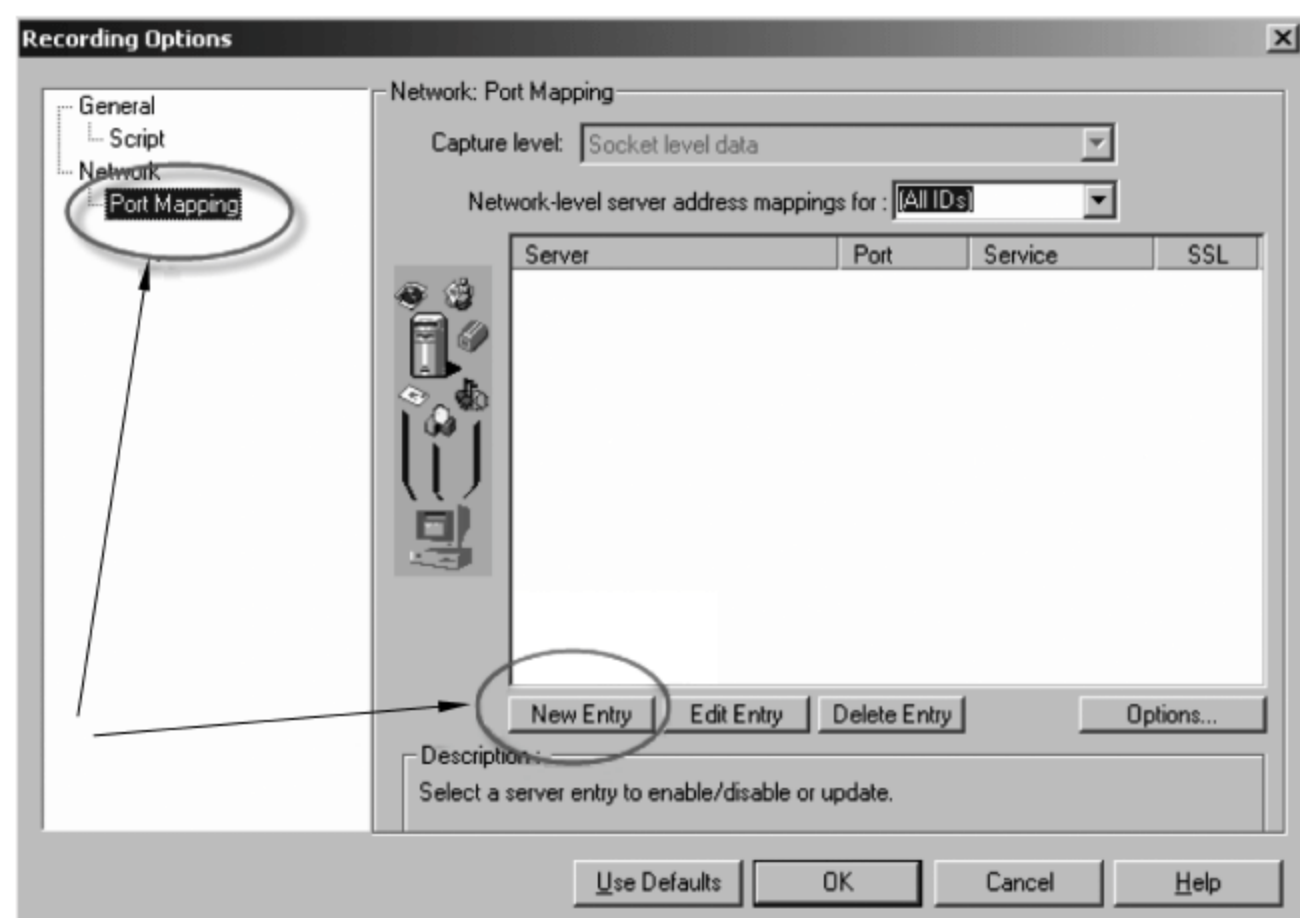 Recording Options
General
Script
Network
Port Mapping
Network: Port Mapping
Capture level: Socket level data
Network-level server address mappings for : (All IDs)
Server Port Service SSL
New Entry Edit Entry Delete Entry Options...
Description :
Select a server entry to enable/disable or update.
Use Defaults OK Cancel Help